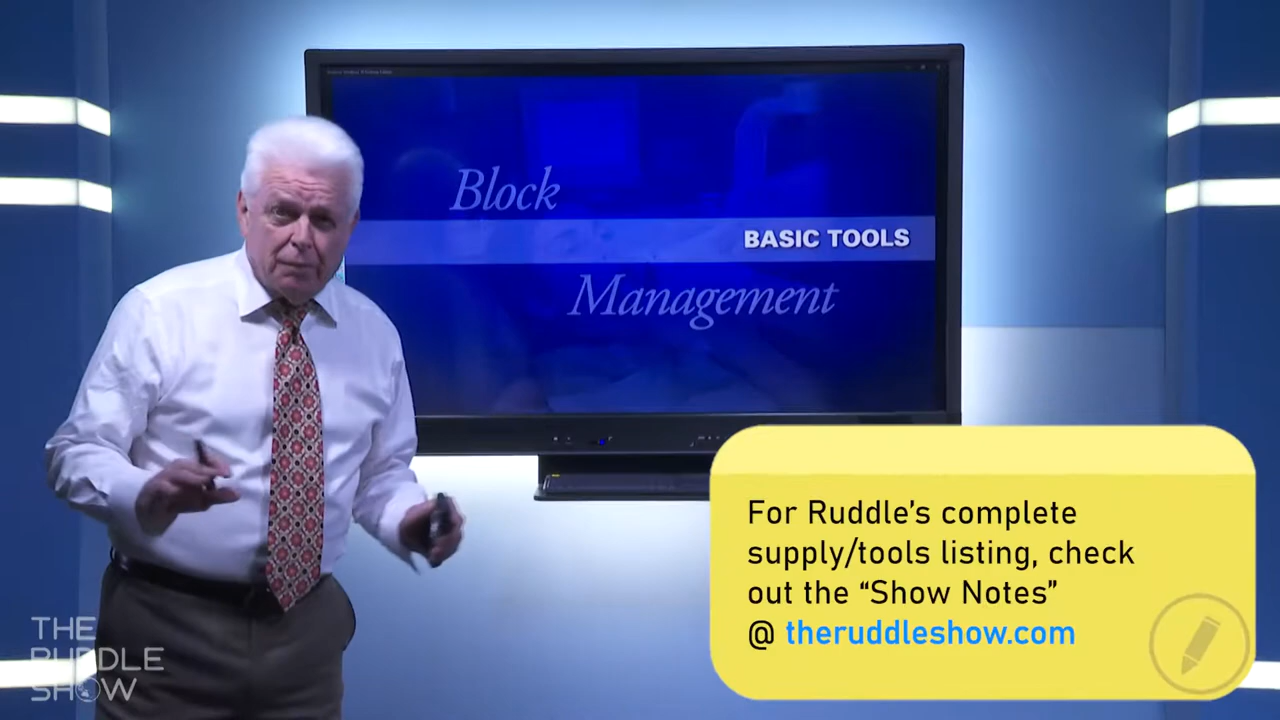 Block
BASIC TOOLS
Management
For Ruddle’s complete
supply/tools listing, check
out the “Show Notes”
@ theruddleshow.com
THE
RUDDLE
SHOW